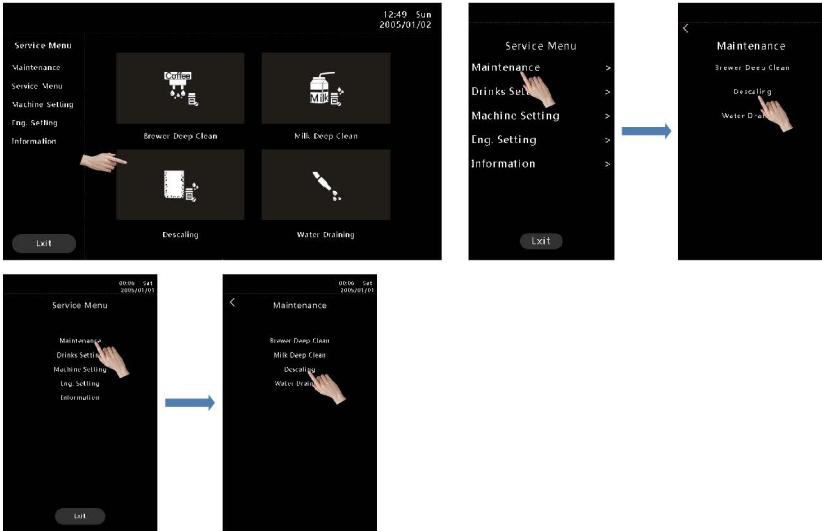 12:49 Sun
2005/01/02
Service Menu
Maintenance
Service Menu
Machine Setting
Eng. Setting
Information
Coffee
Milk
Brewer Deep Clean
Milk Deep Clean
Descaling
Water Draining
Exit
Service Menu
Maintenance >
Drinks Set >
Machine Setting >
Eng. Setting >
Information >
Exit
<
Maintenance
Brewer Deep Clean
Descaling
Water Drai
00:06 Sat
2005/01/01
Service Menu
Maintenance
Drinks Setting
Machine Setting
Eng. Setting
Information
Exit
00:06 Sat
2005/01/01
<
Maintenance
Brewer Deep Clean
Milk Deep Clean
Descaling
Water Drain